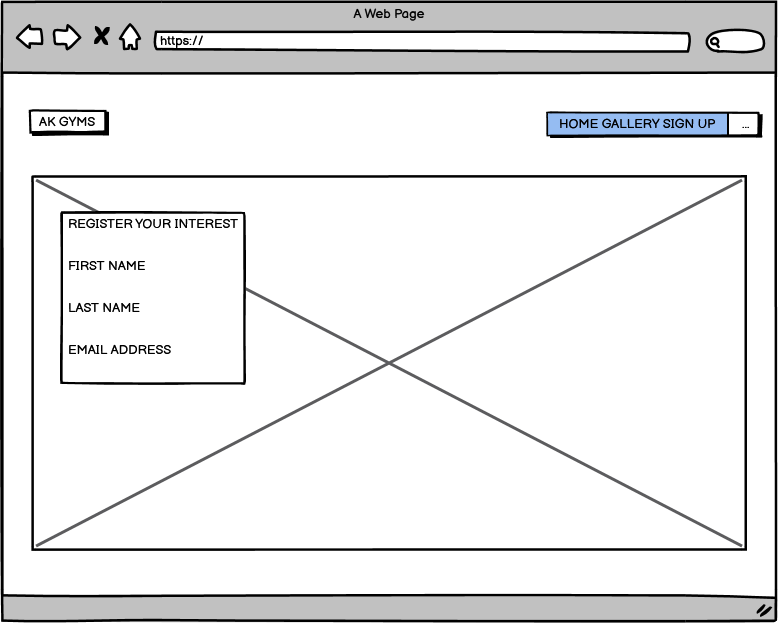 A Web Page
https://
AK GYMS
HOME GALLERY SIGN UP
...
REGISTER YOUR INTEREST
FIRST NAME
LAST NAME
EMAIL ADDRESS